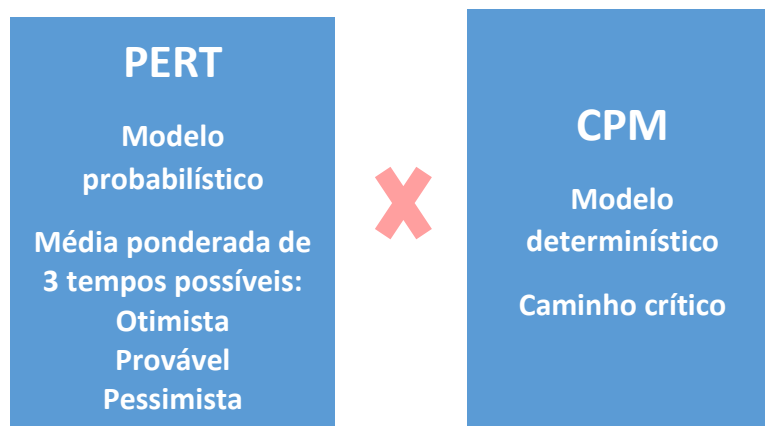 PERT
Modelo
probabilístico
Média ponderada de
3 tempos possíveis:
Otimista
Provável
Pessimista
CPM
Modelo
determinístico
Caminho crítico